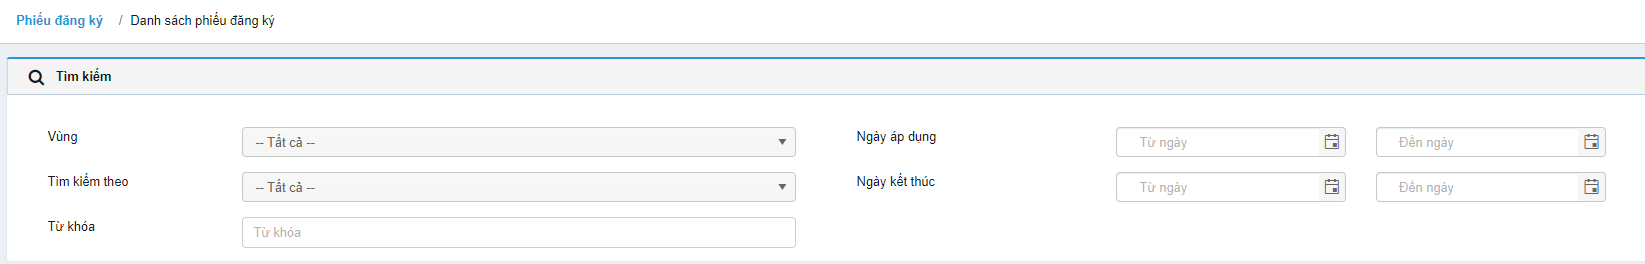 Phiếu đăng ký / Danh sách phiếu đăng ký
Tìm kiếm
Vùng -- Tất cả -- Ngày áp dụng Từ ngày Đến ngày
Tìm kiếm theo -- Tất cả -- Ngày kết thúc Từ ngày Đến ngày
Từ khóa Từ khóa